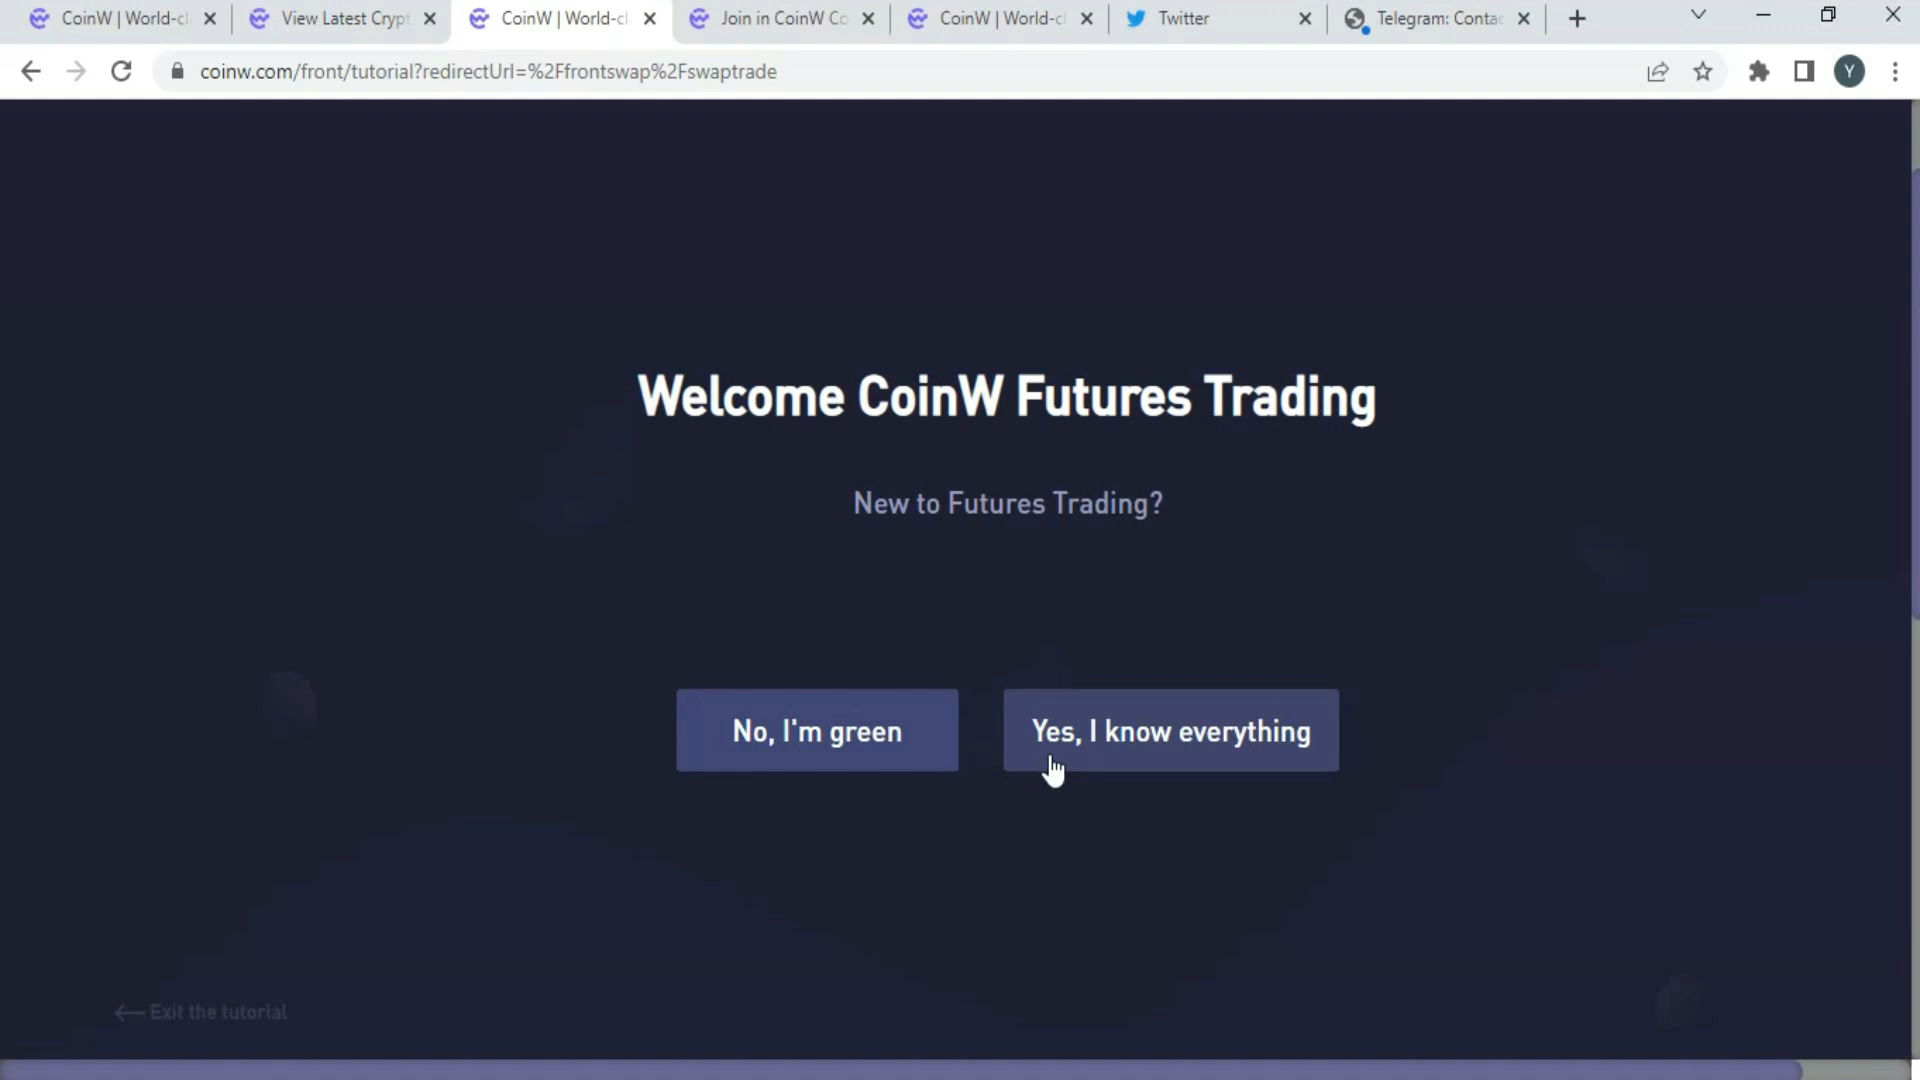 CoinW | World-cl
View Latest Crypt
CoinW | World-cl
Join in CoinW Co
CoinW | World-cl
Twitter
Telegram: Contac
coinw.com/front/tutorial?redirectUrl=%2Ffrontswap%2Fswaptrade
Y
Welcome CoinW Futures Trading
New to Futures Trading?
No, I'm green
Yes, I know everything
Exit the tutorial